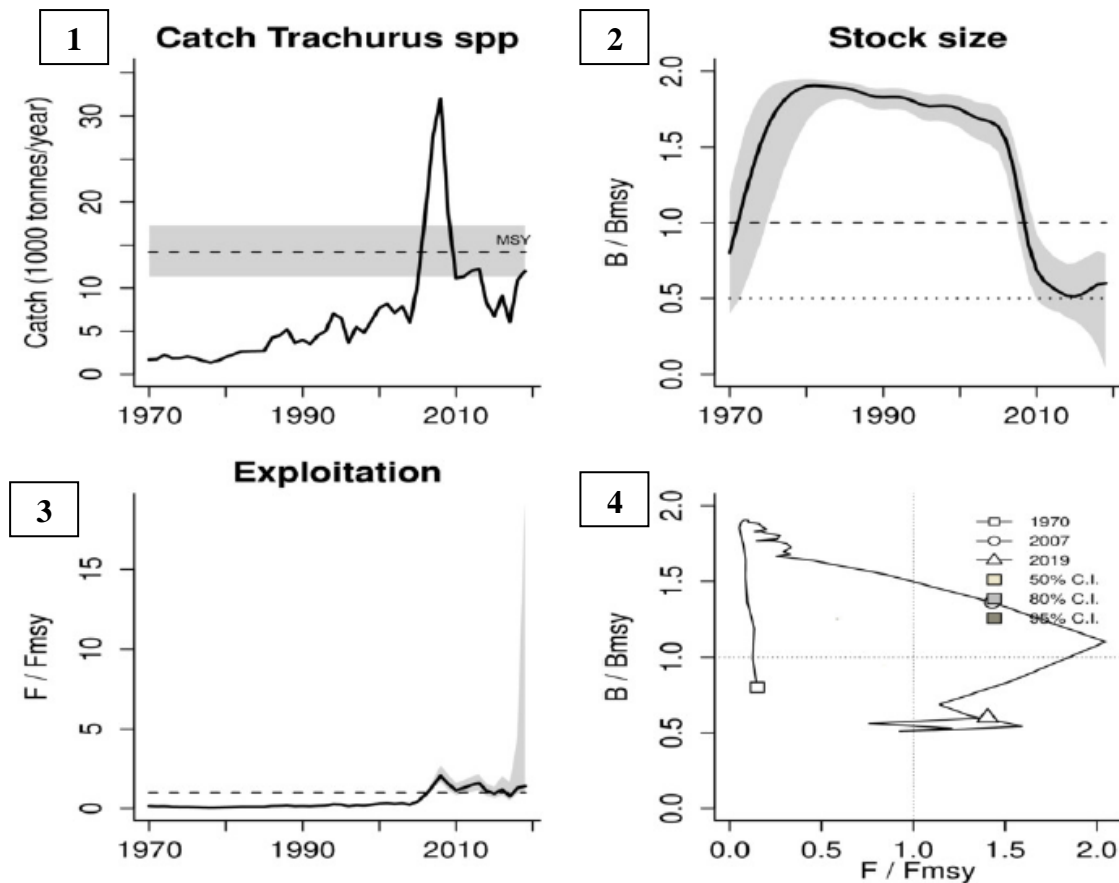 1
Catch Trachurus spp
Catch (1000 tonnes/year)
30
20
10
5
0
MSY
1970
1990
2010
2
Stock size
B / Bmsy
2.0
1.5
1.0
0.5
0.0
1970
1990
2010
3
Exploitation
F / Fmsy
15
10
5
0
1970
1990
2010
4
B / Bmsy
2.0
1.5
1.0
0.5
0.0
1970
2007
2019
50% C.I.
80% C.I.
95% C.I.
0.0 0.5 1.0 1.5 2.0
F / Fmsy